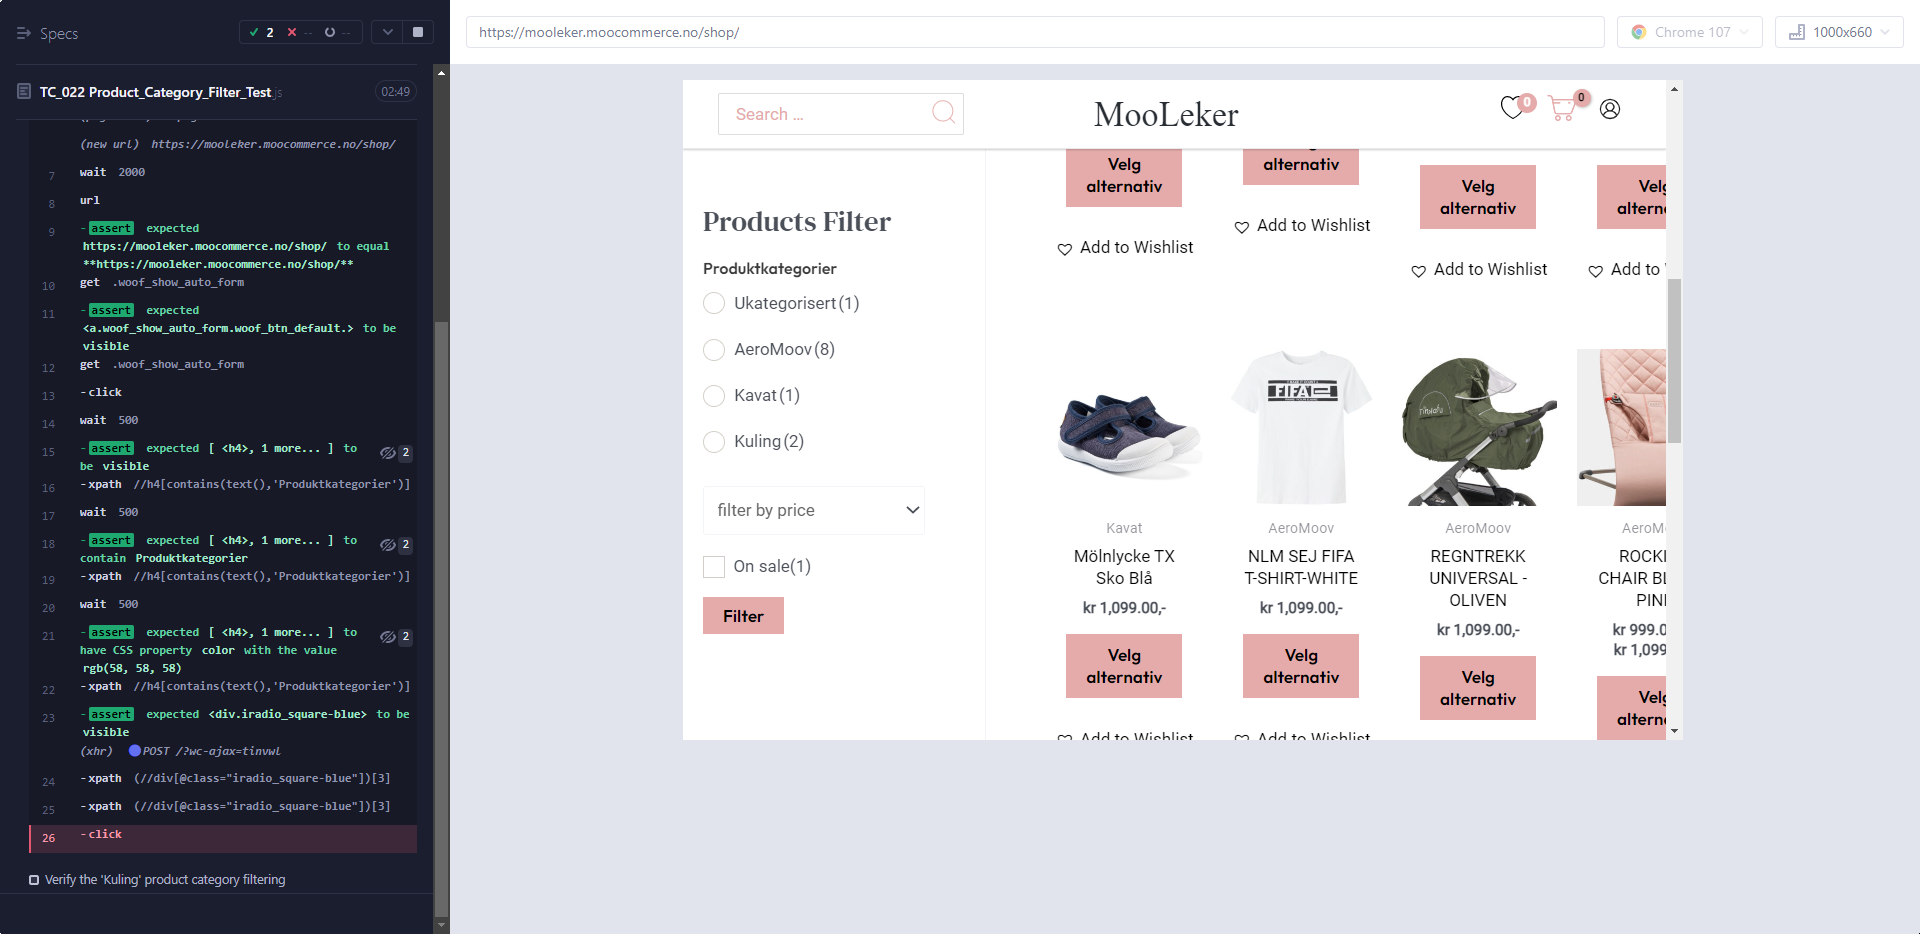 Specs
2
--
--
TC_022 Product_Category_Filter_Test.js
02:49
(new url) https://mooleker.moocommerce.no/shop/
7 wait 2000
8 url
9 -assert expected
https://mooleker.moocommerce.no/shop/ to equal
**https://mooleker.moocommerce.no/shop/**
10 get .woof_show_auto_form
11 -assert expected
<a.woof_show_auto_form.woof_btn_default.> to be
visible
12 get .woof_show_auto_form
13 -click
14 wait 500
15 -assert expected [ <h4>, 1 more... ] to
be visible
2
16 -xpath //h4[contains(text(),'Produktkategorier')]
17 wait 500
18 -assert expected [ <h4>, 1 more... ] to
contain Produktkategorier
2
19 -xpath //h4[contains(text(),'Produktkategorier')]
20 wait 500
21 -assert expected [ <h4>, 1 more... ] to
have CSS property color with the value
rgb(58, 58, 58)
2
22 -xpath //h4[contains(text(),'Produktkategorier')]
23 -assert expected <div.iradio_square-blue> to be
visible
(xhr) POST /?wc-ajax=tinvwl
24 -xpath (//div[@class="iradio_square-blue"])[3]
25 -xpath (//div[@class="iradio_square-blue"])[3]
26 -click
Verify the 'Kuling' product category filtering
https://mooleker.moocommerce.no/shop/
Chrome 107
1000x660
Search ...
MooLeker
0
0
Products Filter
Produktkategorier
Ukategorisert(1)
AeroMoov(8)
Kavat(1)
Kuling(2)
filter by price
On sale(1)
Filter
Velg
alternativ
Add to Wishlist
alternativ
Add to Wishlist
Velg
alternativ
Add to Wishlist
Velg
altern
Add to
FIFA
Kavat
Mölnlycke TX
Sko Blå
kr 1,099.00,-
Velg
alternativ
Add to Wishlist
AeroMoov
NLM SEJ FIFA
T-SHIRT-WHITE
kr 1,099.00,-
Velg
alternativ
Add to Wishlist
AeroMoov
REGNTREKK
UNIVERSAL -
OLIVEN
kr 1,099.00,-
Velg
alternativ
AeroM
ROCK
CHAIR BL
PIN
kr 999.0
kr 1,099
Velg
altern